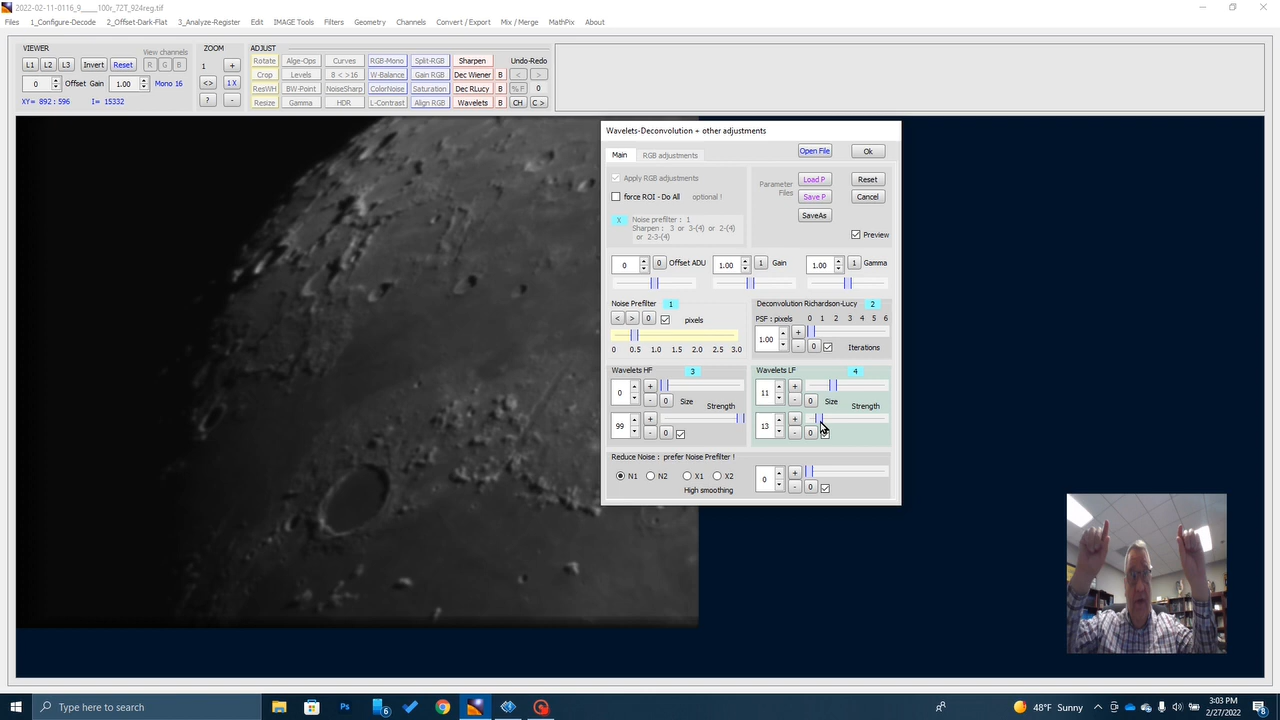 2022-02-11-0116_9____100r_72T_924reg.tif
Files 1_Configure-Decode 2_Offset-Dark-Flat 3_Analyze-Register Edit IMAGE Tools Filters Geometry Channels Convert / Export Mix / Merge MathPix About
VIEWER View channels ZOOM ADJUST
L1 L2 L3 Invert Reset R G B 1 + Rotate Alge-Ops Curves RGB-Mono Split-RGB Sharpen Undo-Redo
0 Offset Gain 1.00 Mono 16 <> 1 X Crop Levels 8 < >16 W-Balance Gain RGB Dec Wiener B < >
ResWH BW-Point NoiseSharp ColorNoise Saturation Dec RLucy B % F 0
XY= 892 : 596 I= 15332 ? - Resize Gamma HDR L-Contrast Align RGB Wavelets B CH C >
Wavelets-Deconvolution + other adjustments
Main RGB adjustments Open File Ok
Apply RGB adjustments
force ROI - Do All optional !
X Noise prefilter : 1
Sharpen : 3 or 3-(4) or 2-(4)
or 2-3-(4)
Parameter Files Load P Reset
Save P Cancel
SaveAs
Preview
0 0 Offset ADU 1.00 1 Gain 1.00 1 Gamma
Noise Prefilter 1
< > 0 pixels
0 0.5 1.0 1.5 2.0 2.5 3.0
Deconvolution Richardson-Lucy 2
PSF : pixels 0 1 2 3 4 5 6
1.00 + - 0 Iterations
Wavelets HF 3
0 + - 0 Size Strength
99 + - 0
Wavelets LF 4
11 + - 0 Size Strength
13 + - 0
Reduce Noise : prefer Noise Prefilter !
N1 N2 X1 X2 0 + - 0
High smoothing
Type here to search
Ps
6
48°F Sunny
3:03 PM
2/27/2022
8